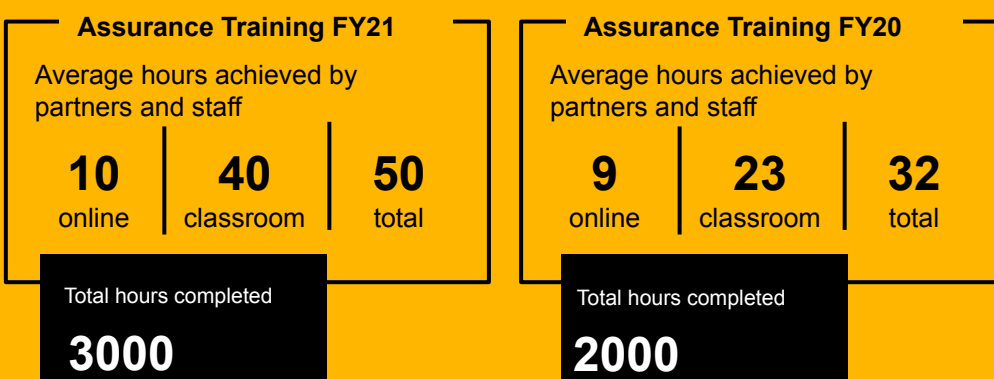 Assurance Training FY21
Average hours achieved by
partners and staff
10
online
40
classroom
50
total
Total hours completed
3000
Assurance Training FY20
Average hours achieved by
partners and staff
9
online
23
classroom
32
total
Total hours completed
2000